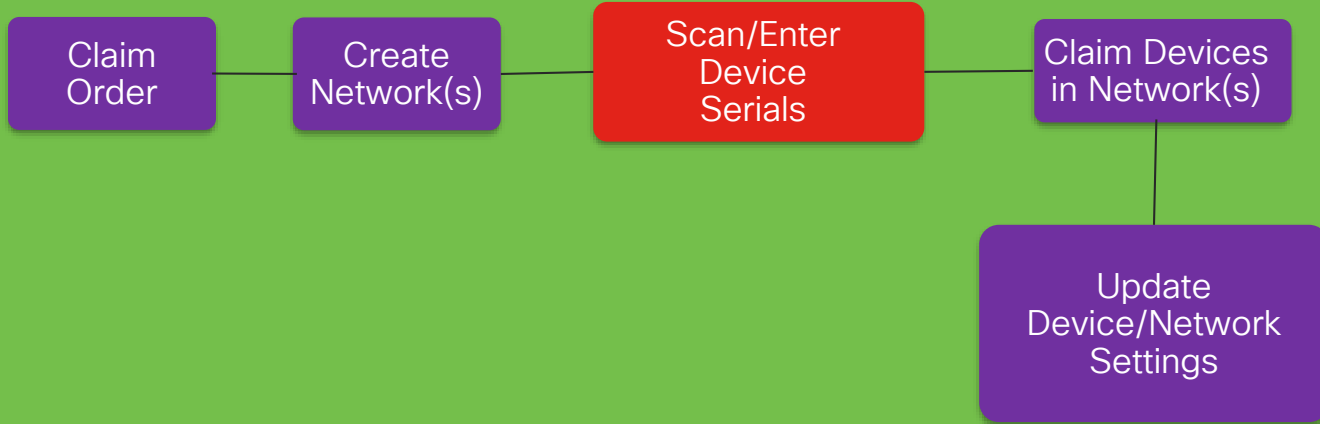 Claim
Order
Create
Network(s)
Scan/Enter
Device
Serials
Claim Devices
in Network(s)
Update
Device/Network
Settings